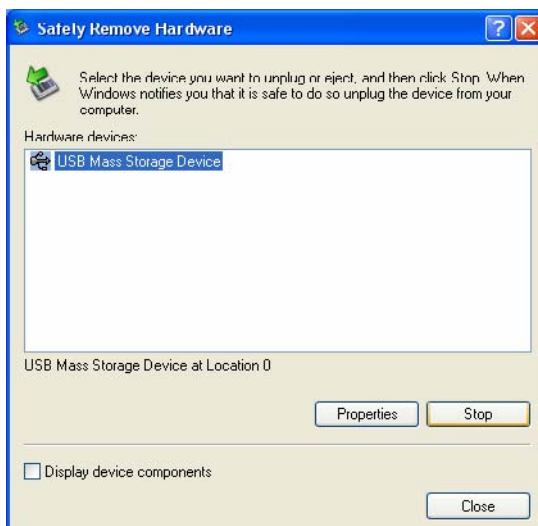 Safely Remove Hardware
Select the device you want to unplug or eject, and then click Stop. When
Windows notifies you that it is safe to do so unplug the device from your
computer.
Hardware devices:
USB Mass Storage Device
USB Mass Storage Device at Location 0
Properties Stop
Display device components
Close